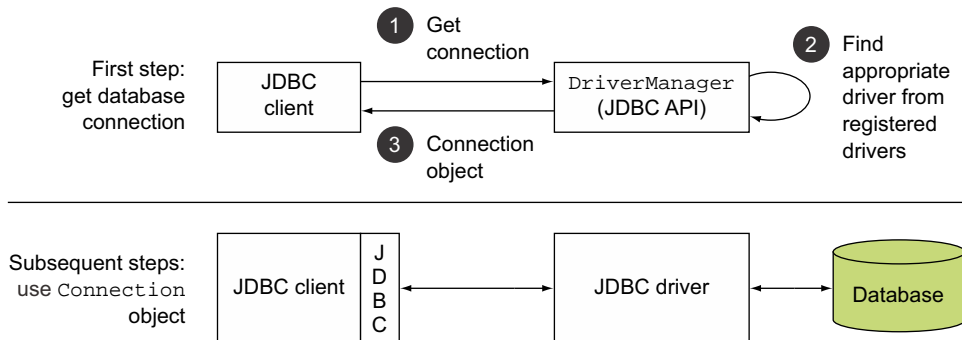 1 Get
connection
2 Find
appropriate
driver from
registered
drivers
First step:
get database
connection
JDBC
client
DriverManager
(JDBC API)
3 Connection
object
Subsequent steps:
use Connection
object
JDBC client
J
D
B
C
JDBC driver
Database